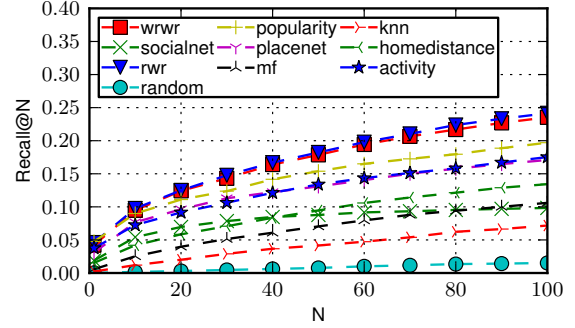 0.40
0.35
0.30
0.25
0.20
0.15
0.10
0.05
0.00
Recall@N
wrwr popularity knn
socialnet placenet homedistance
rwr mf activity
random
0 20 40 60 80 100
N